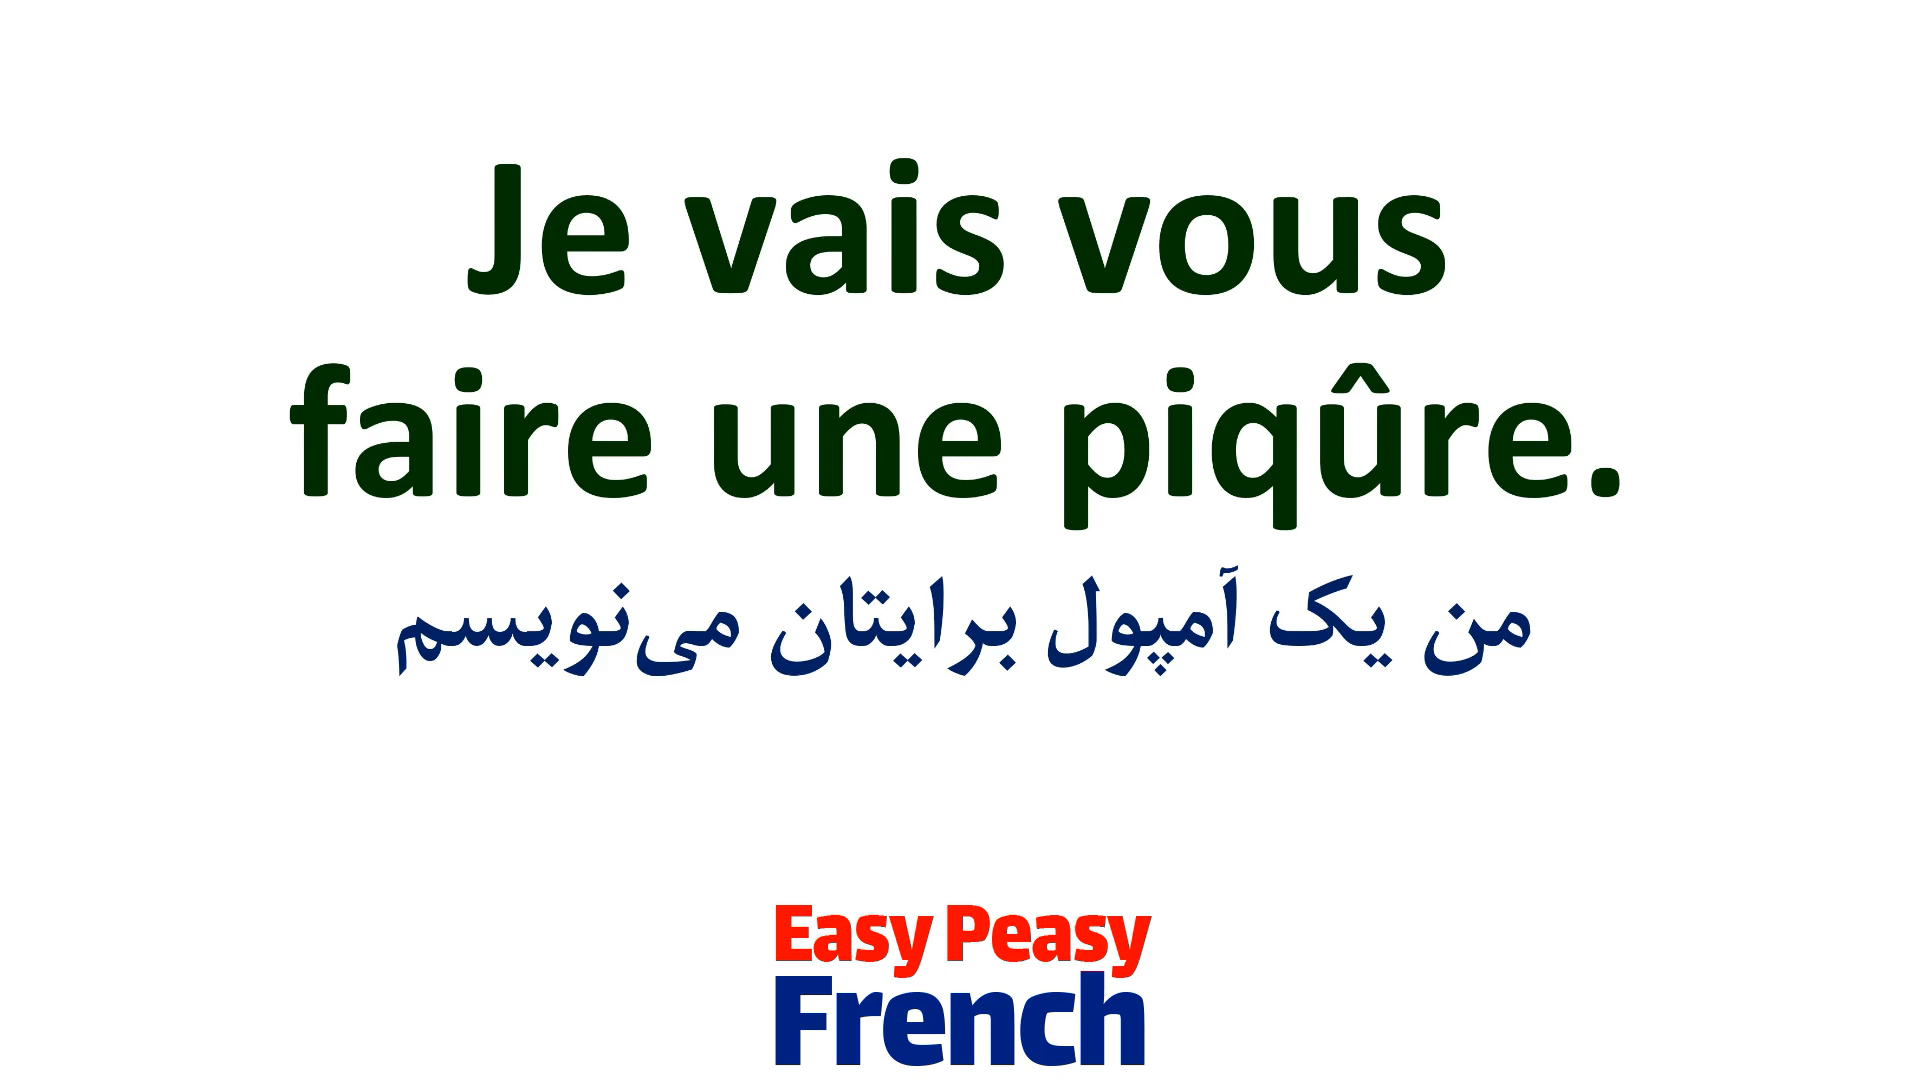 Je vais vous
faire une piqûre.
من یک آمپول برایتان می‌نویسم
Easy Peasy
French